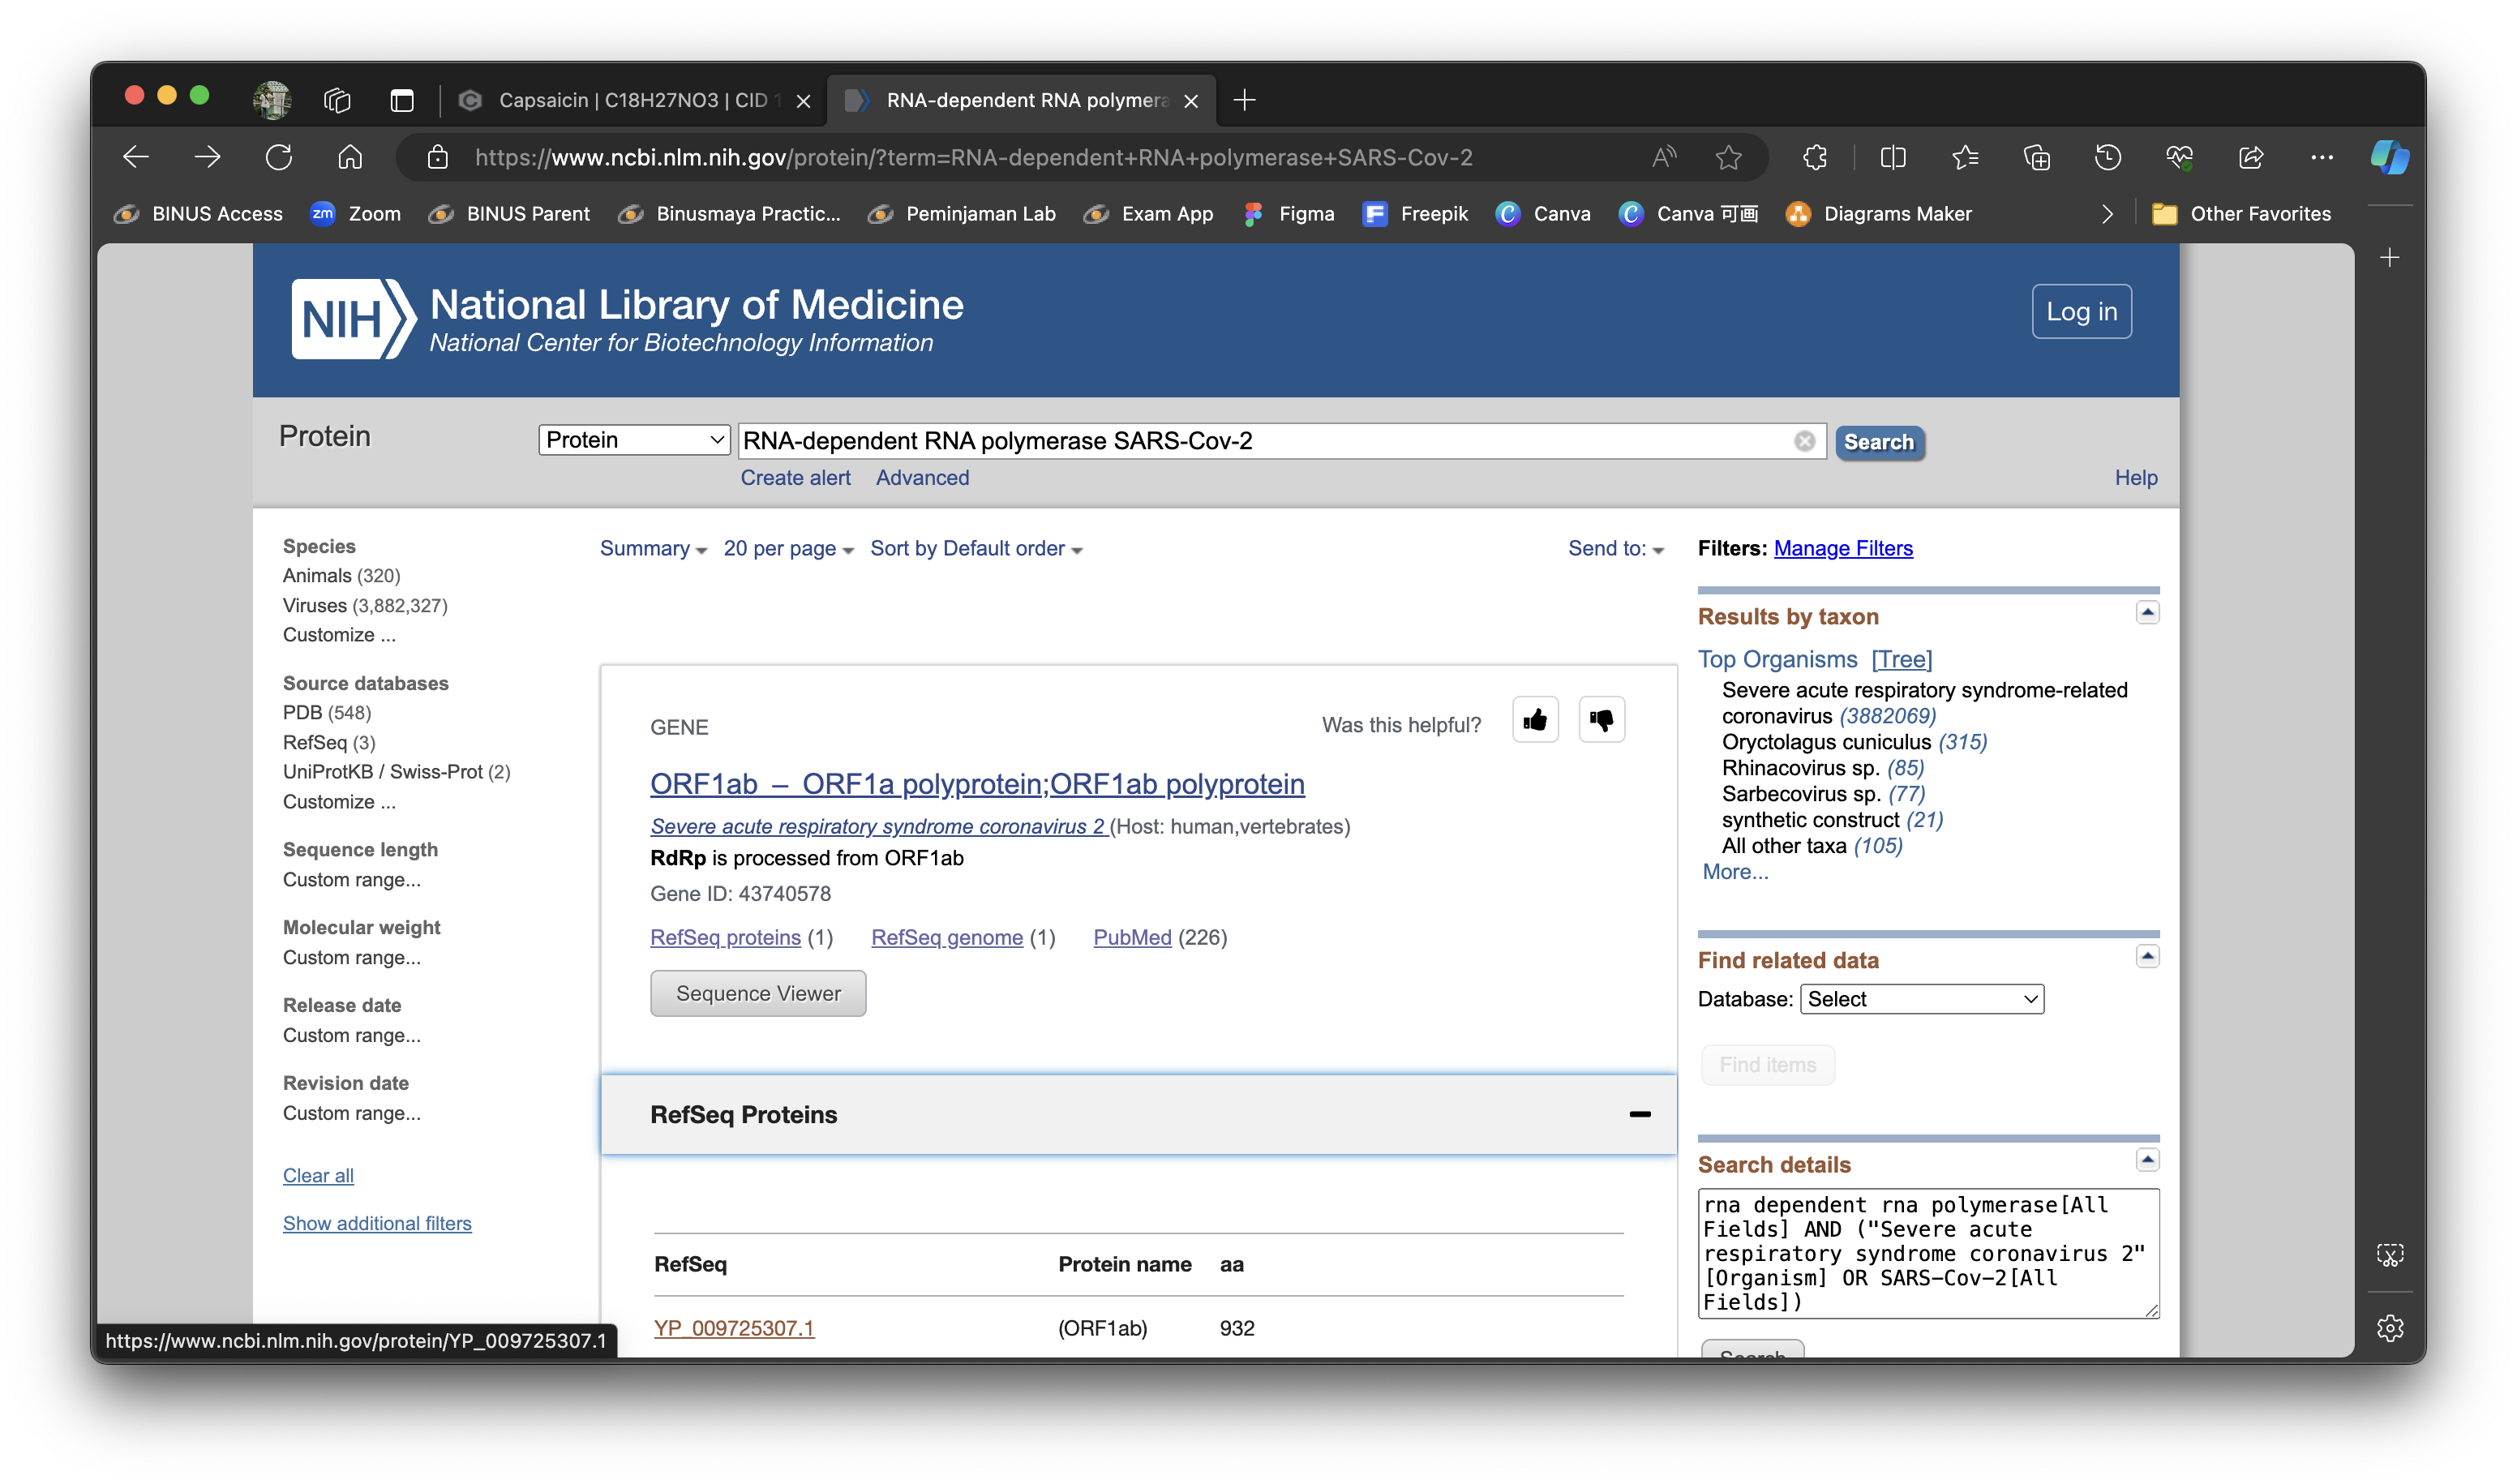 Capsaicin | C18H27NO3 | CID 1
RNA-dependent RNA polymera
https://www.ncbi.nlm.nih.gov/protein/?term=RNA-dependent+RNA+polymerase+SARS-Cov-2
BINUS Access
Zoom
BINUS Parent
Binusmaya Practic...
Peminjaman Lab
Exam App
Figma
Freepik
Canva
Canva 可画
Diagrams Maker
Other Favorites
NIH
National Library of Medicine
National Center for Biotechnology Information
Log in
Protein
Protein
RNA-dependent RNA polymerase SARS-Cov-2
Search
Create alert
Advanced
Help
Species
Animals (320)
Viruses (3,882,327)
Customize ...
Source databases
PDB (548)
RefSeq (3)
UniProtKB / Swiss-Prot (2)
Customize ...
Sequence length
Custom range...
Molecular weight
Custom range...
Release date
Custom range...
Revision date
Custom range...
Clear all
Show additional filters
Summary
20 per page
Sort by Default order
Send to:
GENE
Was this helpful?
ORF1ab – ORF1a polyprotein;ORF1ab polyprotein
Severe acute respiratory syndrome coronavirus 2 (Host: human,vertebrates)
RdRp is processed from ORF1ab
Gene ID: 43740578
RefSeq proteins (1)
RefSeq genome (1)
PubMed (226)
Sequence Viewer
RefSeq Proteins
RefSeq
Protein name
aa
YP_009725307.1
(ORF1ab)
932
Filters: Manage Filters
Results by taxon
Top Organisms [Tree]
Severe acute respiratory syndrome-related
coronavirus (3882069)
Oryctolagus cuniculus (315)
Rhinacovirus sp. (85)
Sarbecovirus sp. (77)
synthetic construct (21)
All other taxa (105)
More...
Find related data
Database: Select
Find items
Search details
rna dependent rna polymerase[All
Fields] AND ("Severe acute
respiratory syndrome coronavirus 2"
[Organism] OR SARS-Cov-2[All
Fields])
Search
https://www.ncbi.nlm.nih.gov/protein/YP_009725307.1